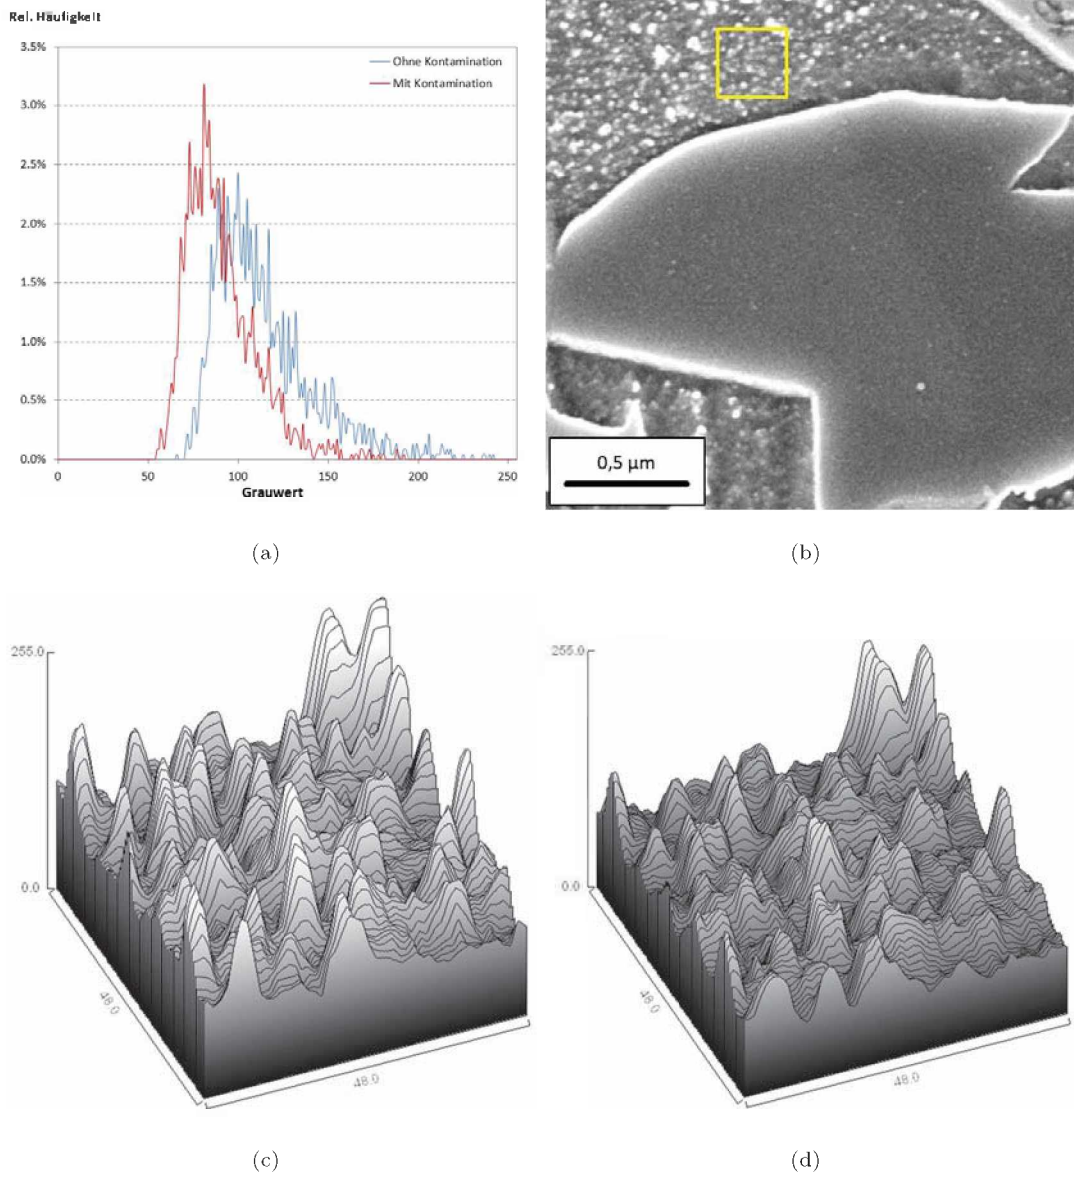 Rel. Häufigkeit
3.5%
Ohne Kontamination
Mit Kontamination
3.0%
2.5%
2.0%
1.5%
1.0%
0.5%
0.0%
0 50 100 150 200 250
Grauwert
0,5 µm
(a) (b)
255.0
0.0
48.0
48.0
255.0
0.0
48.0
48.0
(c) (d)